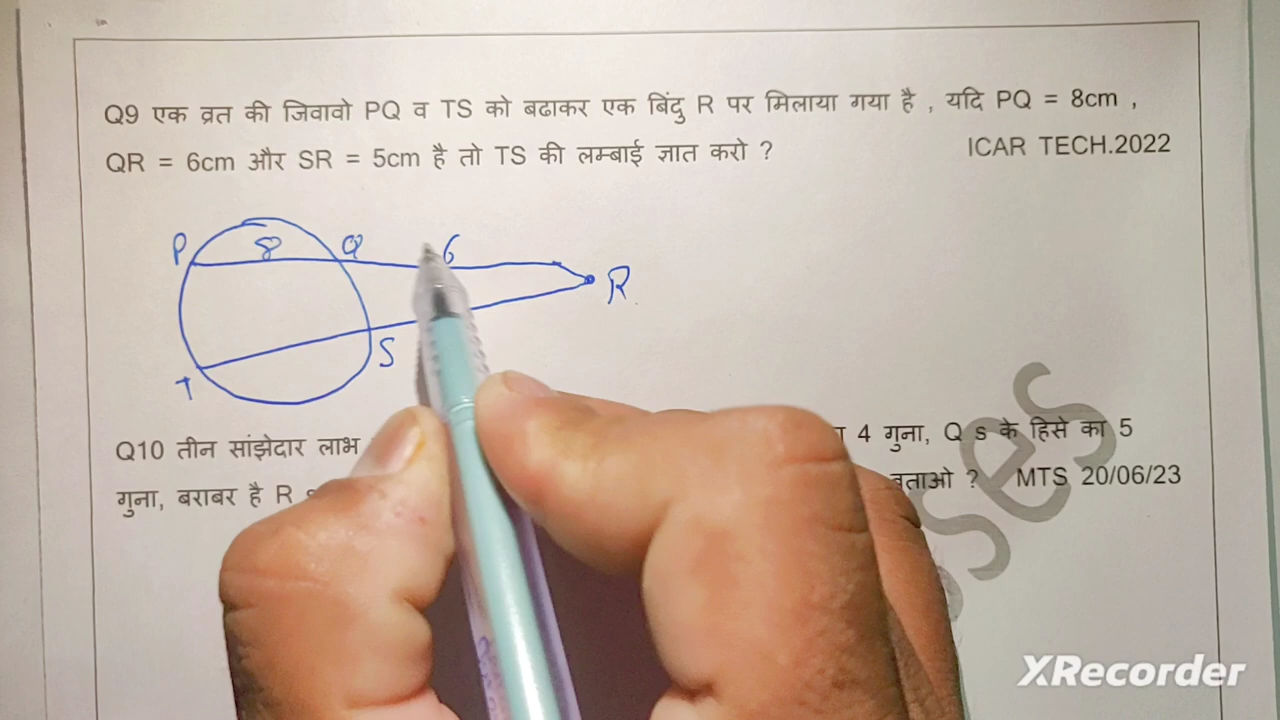 Q9 एक व्रत की जिवावो PQ व TS को बढाकर एक बिंदु R पर मिलाया गया है , यदि PQ = 8cm ,
QR = 6cm और SR = 5cm है तो TS की लम्बाई ज्ञात करो ? ICAR TECH.2022
P 8 Q 6
R
S
T
Q10 तीन सांझेदार लाभ 4 गुना, Q s के हिसे का 5
गुना, बराबर है R बताओ ? MTS 20/06/23
sses
XRecorder